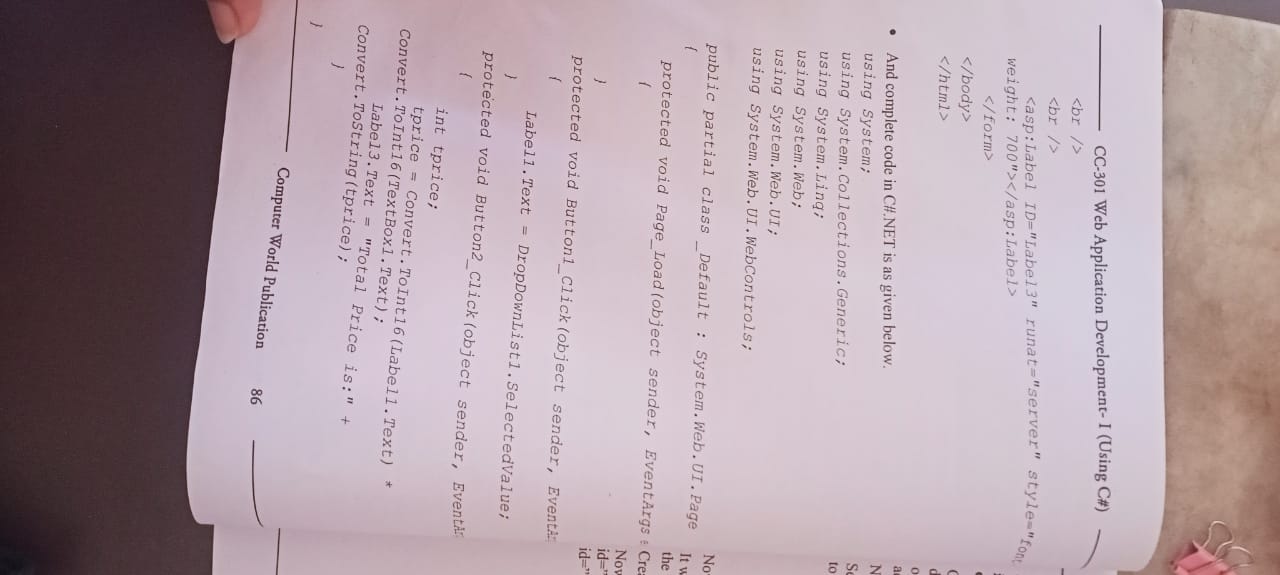 CC-301 Web Application Development- I (Using C#)
<br />
<br />
<asp:Label ID="Label3" runat="server" style="font
weight: 700"></asp:Label>
</form>
</body>
</html>
• And complete code in C#.NET is as given below.
using System;
using System.Collections.Generic;
using System.Linq;
using System.Web;
using System.Web.UI;
using System.Web.UI.WebControls;
public partial class _Default : System.Web.UI.Page
{
protected void Page_Load(object sender, EventArgs
{
}
protected void Button1_Click(object sender,
{
Label1.Text = DropDownList1.SelectedValue;
}
protected void Button2_Click(object sender,
{
int tprice;
tprice = Convert.ToInt16(Label1.Text) *
Convert.ToInt16(TextBox1.Text);
Label3.Text = "Total Price is:" +
Convert.ToString(tprice);
}
}
Computer World Publication 86
to
the
id="
id="